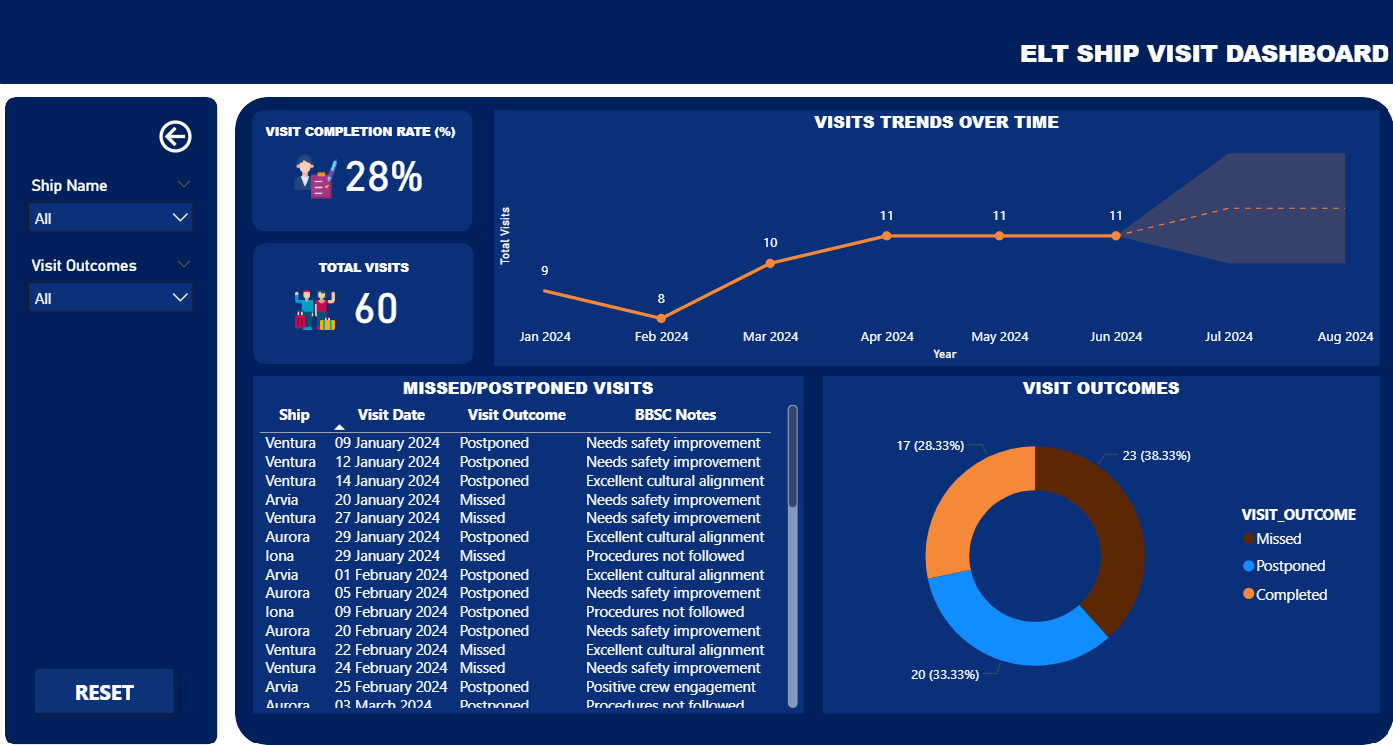 ELT SHIP VISIT DASHBOARD
Ship Name
All
Visit Outcomes
All
RESET
VISIT COMPLETION RATE (%)
28%
TOTAL VISITS
60
VISITS TRENDS OVER TIME
Total Visits
9
8
10
11
11
11
Jan 2024 Feb 2024 Mar 2024 Apr 2024 May 2024 Jun 2024 Jul 2024 Aug 2024
Year
MISSED/POSTPONED VISITS
Ship Visit Date Visit Outcome BBSC Notes
Ventura 09 January 2024 Postponed Needs safety improvement
Ventura 12 January 2024 Postponed Needs safety improvement
Ventura 14 January 2024 Postponed Excellent cultural alignment
Arvia 20 January 2024 Missed Needs safety improvement
Ventura 27 January 2024 Missed Needs safety improvement
Aurora 29 January 2024 Postponed Excellent cultural alignment
Iona 29 January 2024 Missed Procedures not followed
Arvia 01 February 2024 Postponed Excellent cultural alignment
Aurora 05 February 2024 Postponed Needs safety improvement
Iona 09 February 2024 Postponed Procedures not followed
Aurora 20 February 2024 Postponed Needs safety improvement
Ventura 22 February 2024 Missed Excellent cultural alignment
Ventura 24 February 2024 Missed Needs safety improvement
Arvia 25 February 2024 Postponed Positive crew engagement
Aurora 03 March 2024 Postponed Procedures not followed
VISIT OUTCOMES
17 (28.33%)
23 (38.33%)
20 (33.33%)
VISIT_OUTCOME
Missed
Postponed
Completed